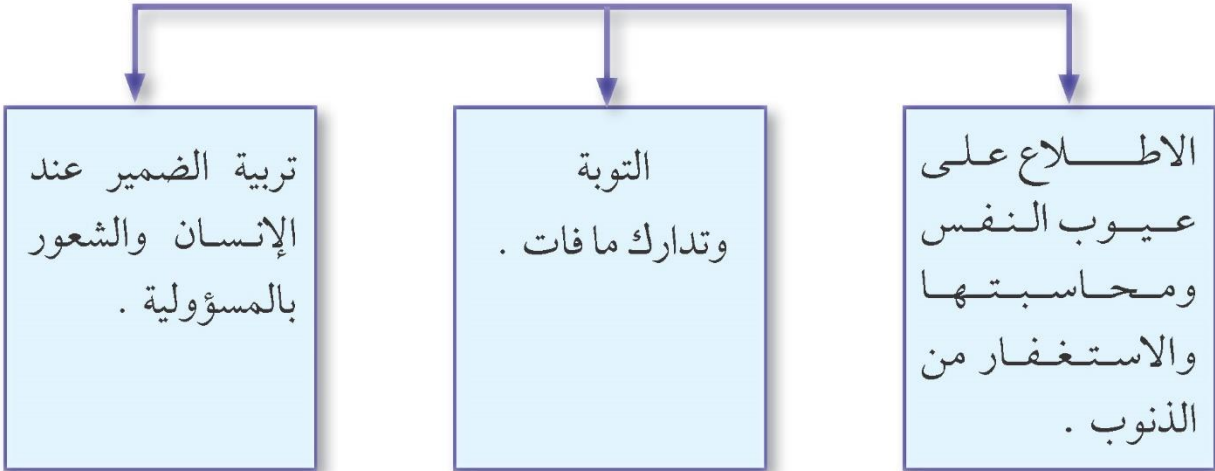 الاطلاع على
عيوب النفس
ومحاسبتها
والاستغفار من
الذنوب .
التوبة
وتدارك ما فات .
تربية الضمير عند
الإنسان والشعور
بالمسؤولية .